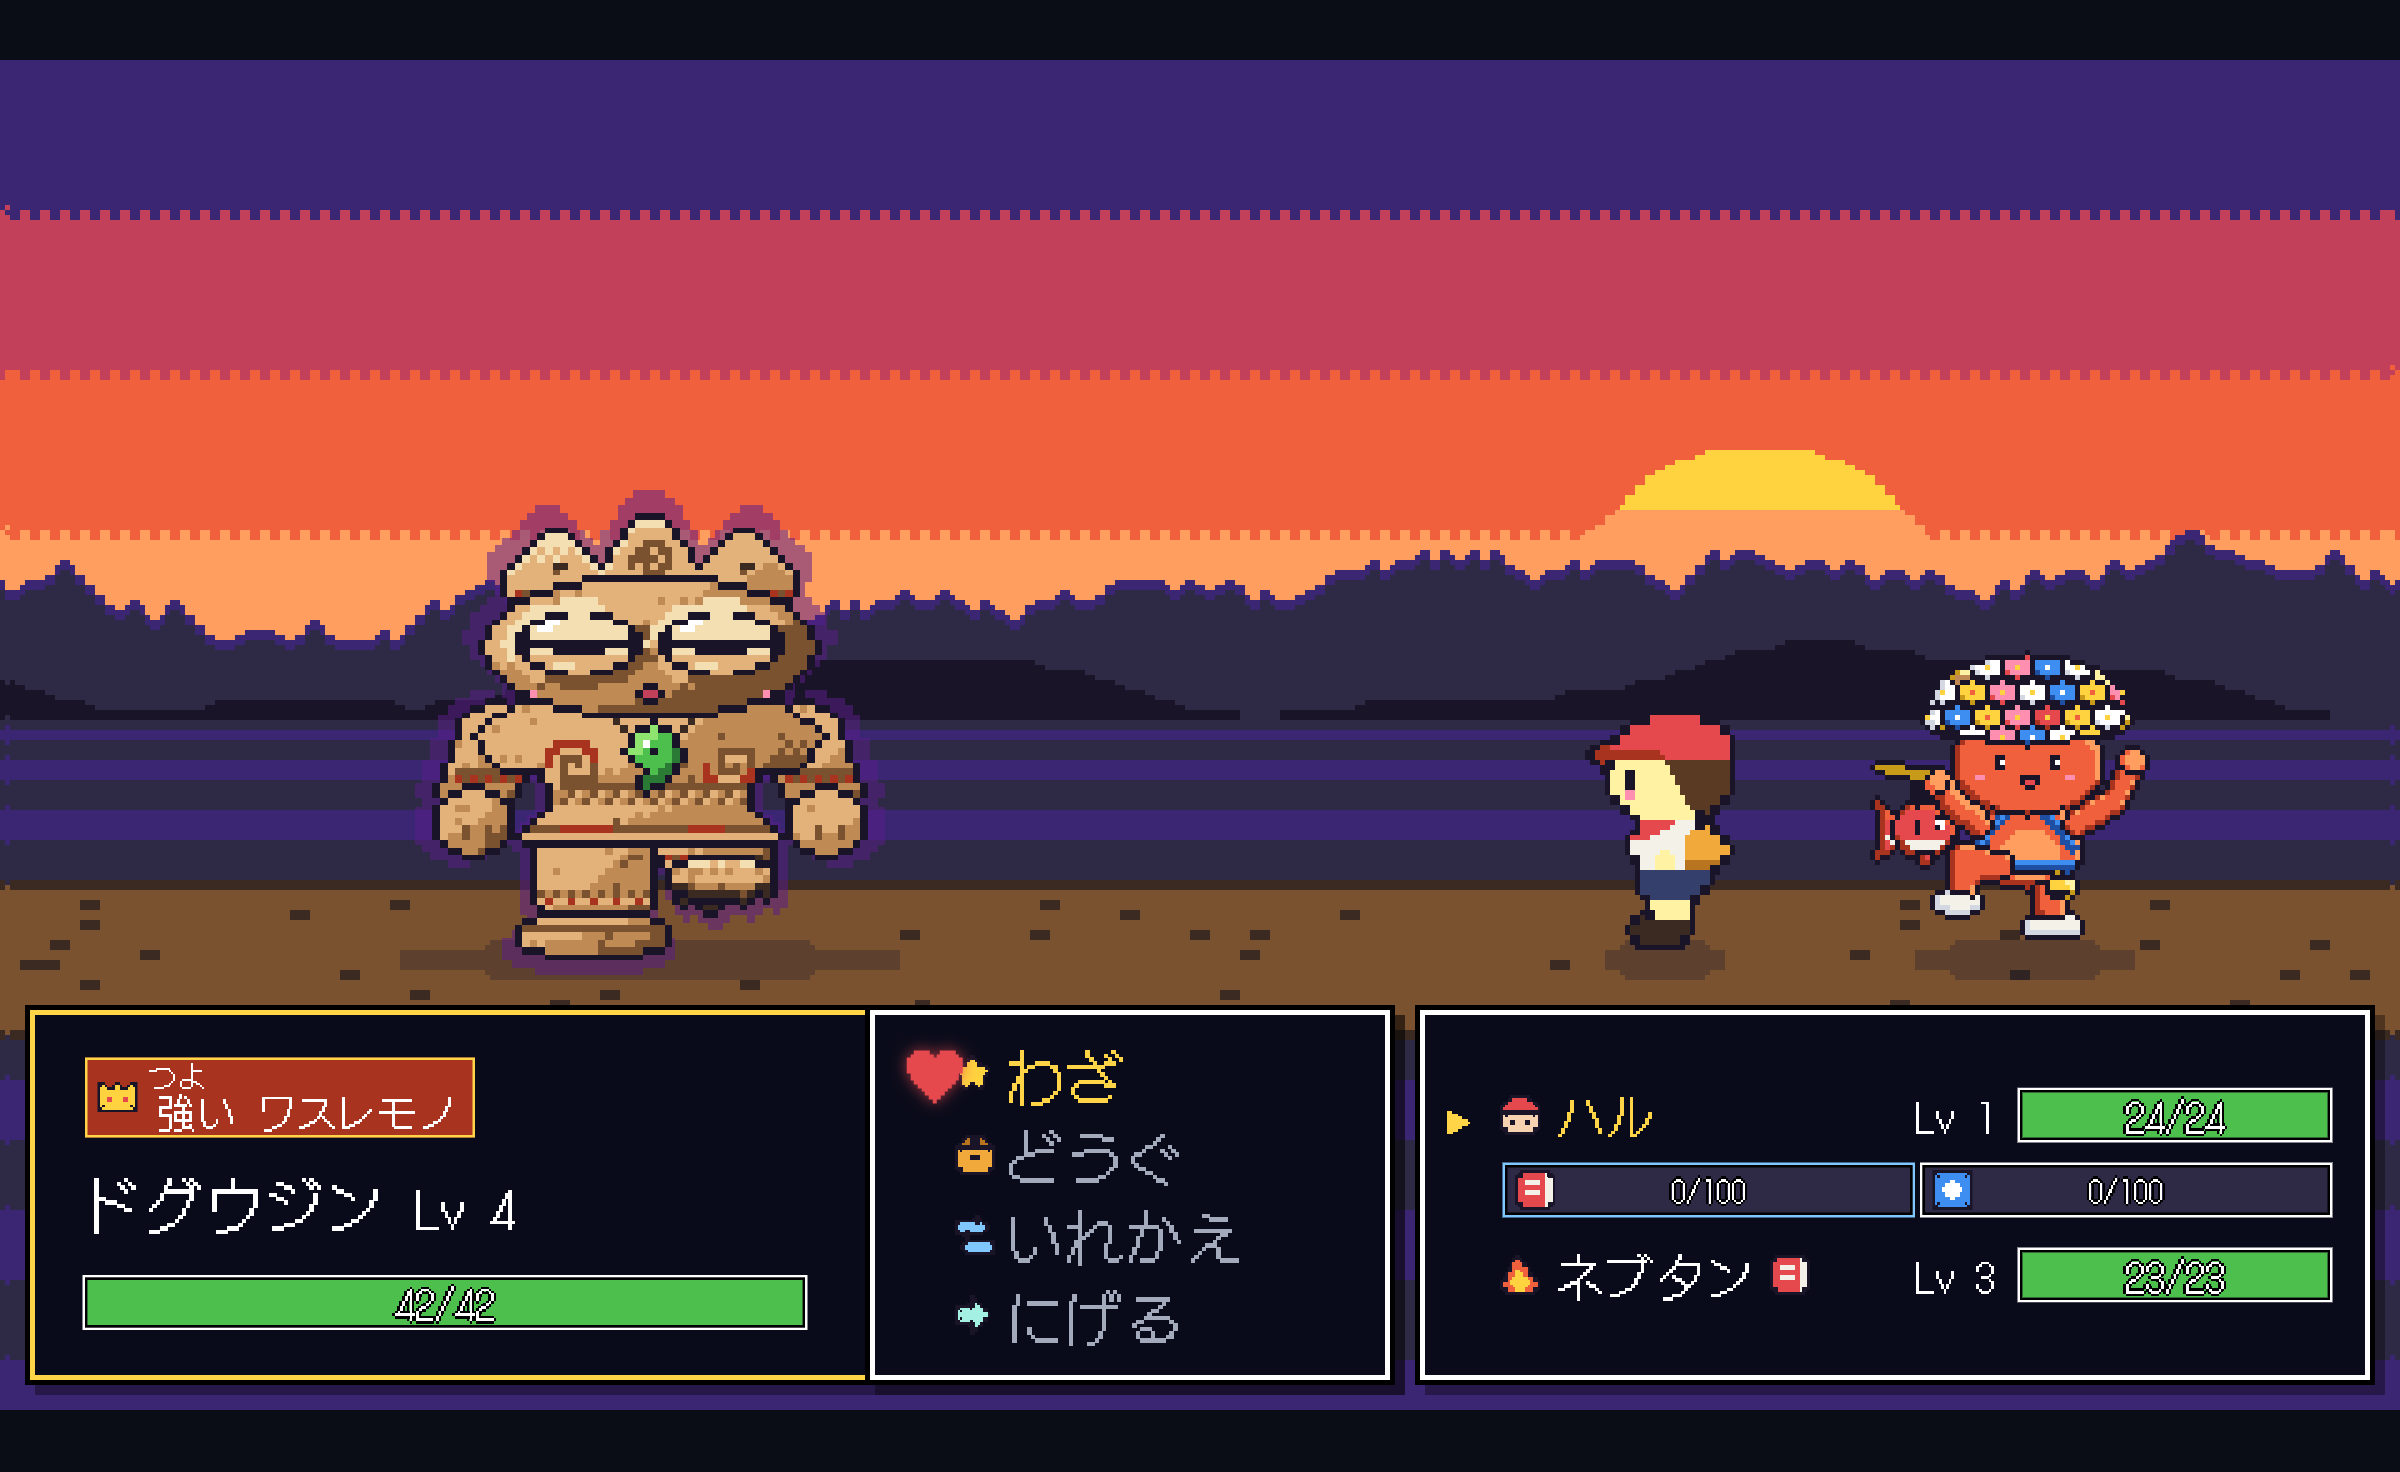 つよ
強い ワスレモノ
ドグウジン Lv 4
42/42
わざ
どうぐ
いれかえ
にげる
ハル Lv 1 24/24
0/100 0/100
ネブタン Lv 3 23/23